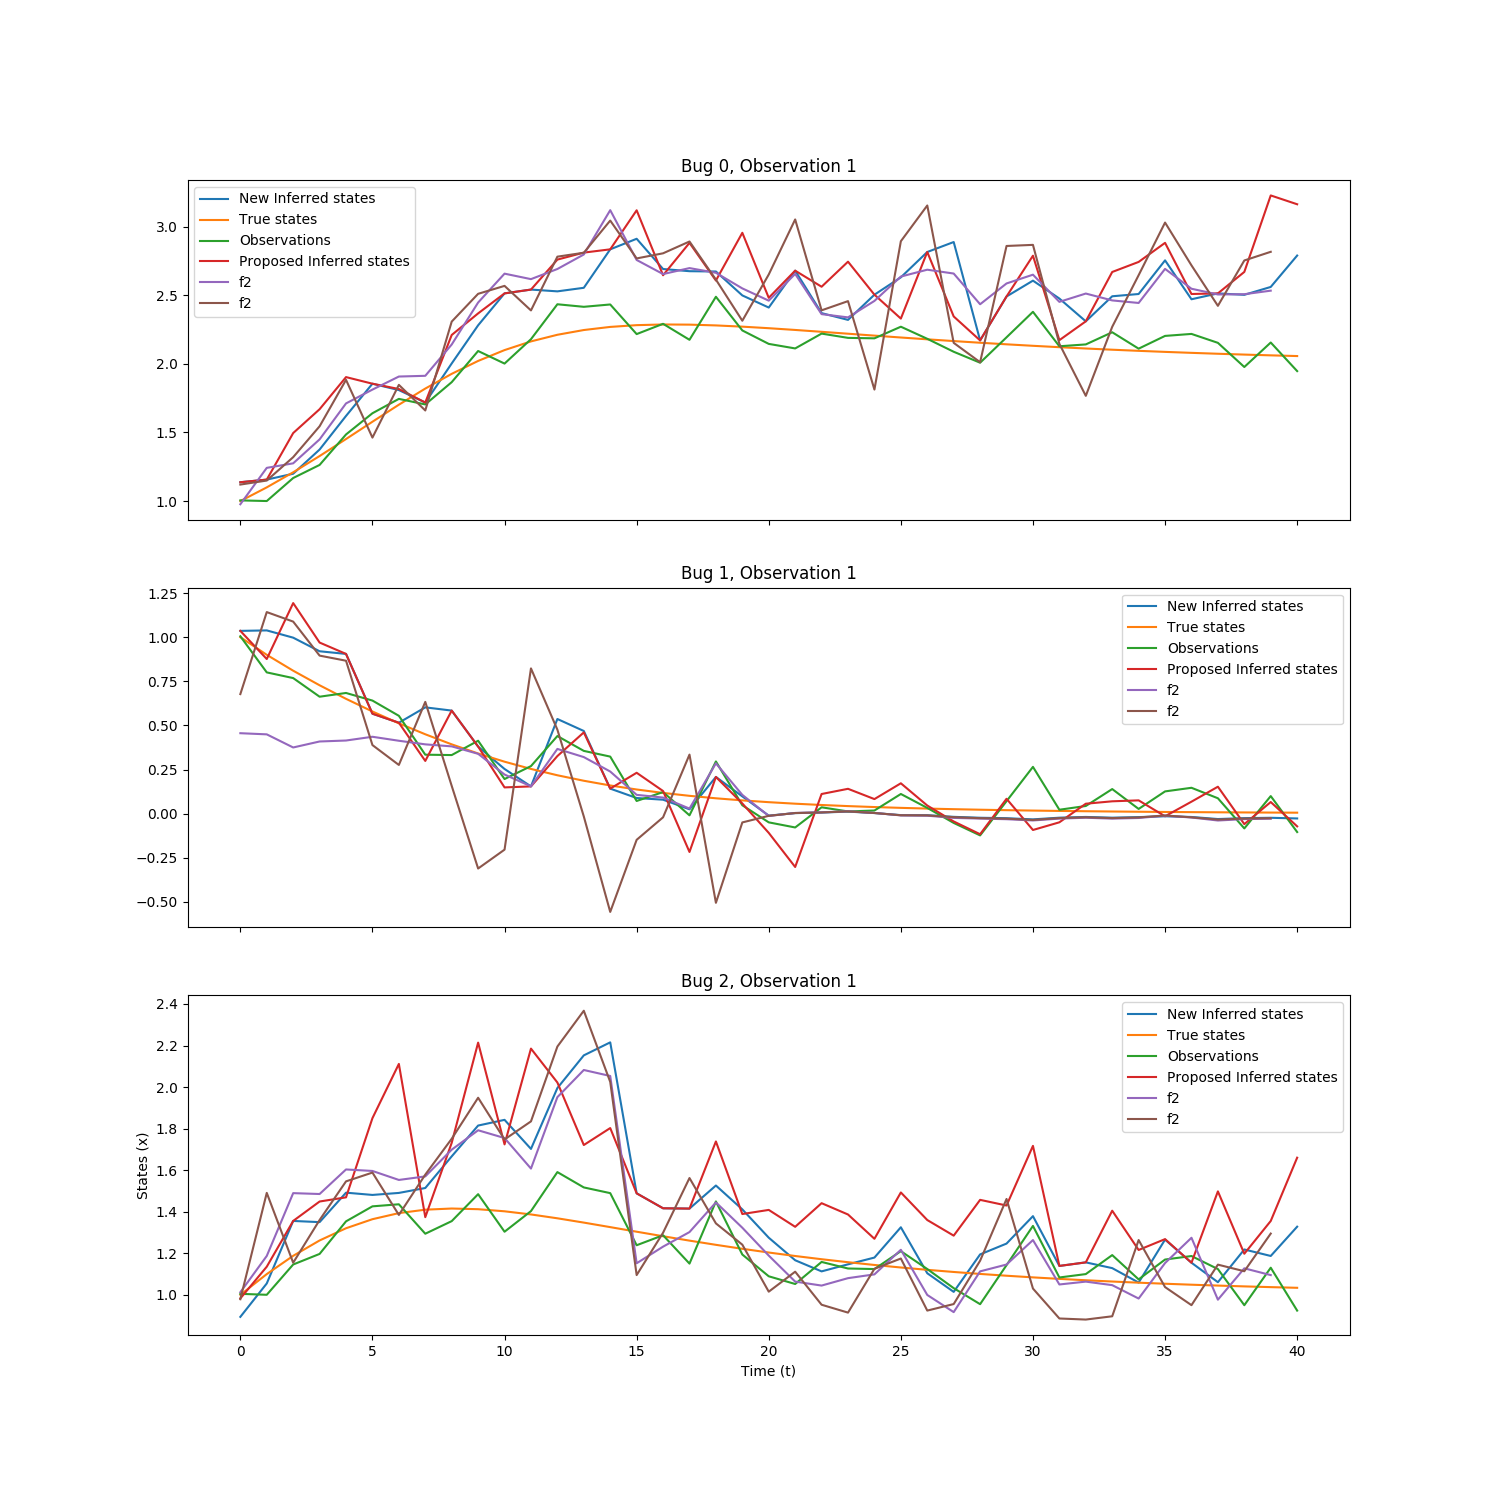 Bug 0, Observation 1
New Inferred states
True states
Observations
Proposed Inferred states
f2
f2
3.0
2.5
2.0
1.5
1.0
Bug 1, Observation 1
New Inferred states
True states
Observations
Proposed Inferred states
f2
f2
1.25
1.00
0.75
0.50
0.25
0.00
−0.25
−0.50
Bug 2, Observation 1
New Inferred states
True states
Observations
Proposed Inferred states
f2
f2
States (x)
2.4
2.2
2.0
1.8
1.6
1.4
1.2
1.0
0 5 10 15 20 25 30 35 40
Time (t)